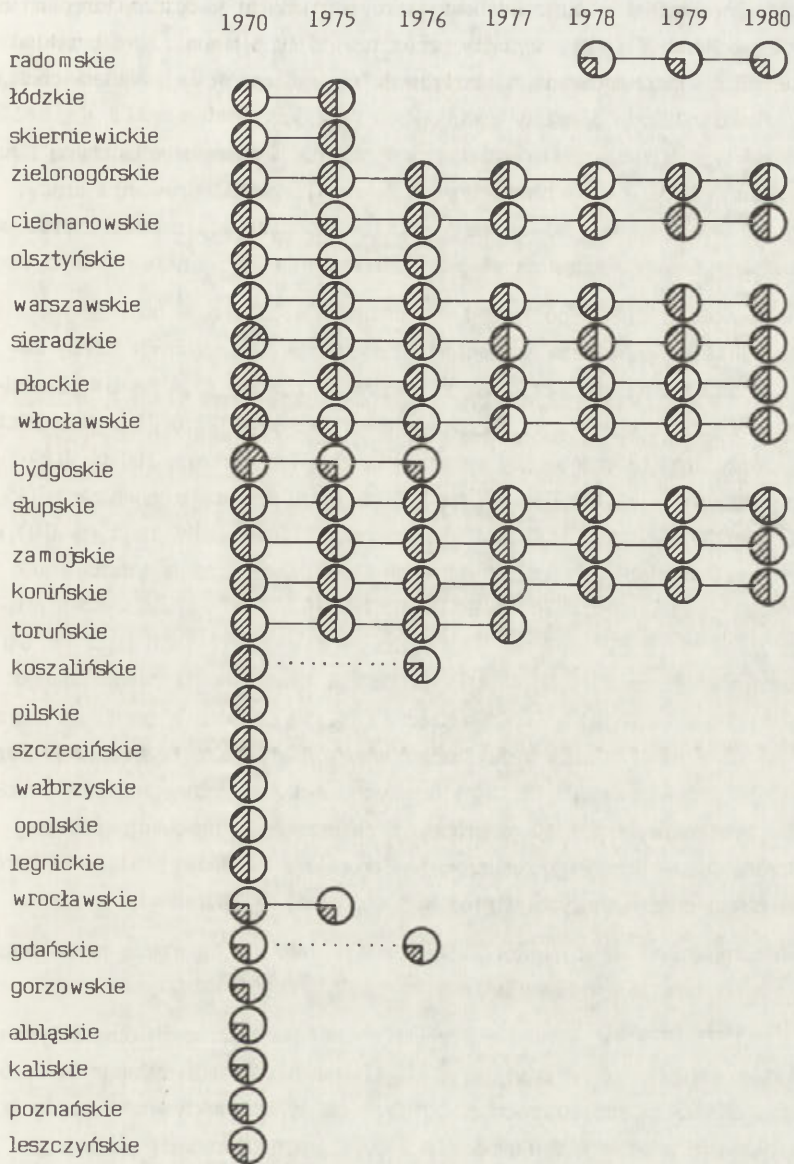 1970 1975 1976 1977 1978 1979 1980
radomskie
łódzkie
skierniewickie
zielonogórskie
ciechanowskie
olsztyńskie
warszawskie
sieradzkie
płockie
włocławskie
bydgoskie
słupskie
zamojskie
konińskie
toruńskie
koszalińskie
pilskie
szczecińskie
wałbrzyskie
opolskie
legnickie
wrocławskie
gdańskie
gorzowskie
albląskie
kaliskie
poznańskie
leszczyńskie